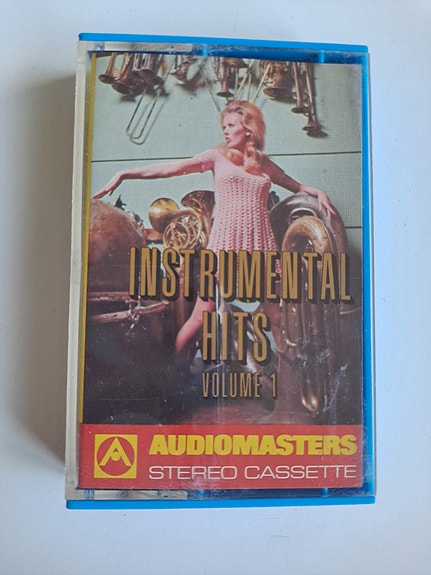 INSTRUMENTAL
HITS
VOLUME 1
AUDIOMASTERS
STEREO CASSETTE